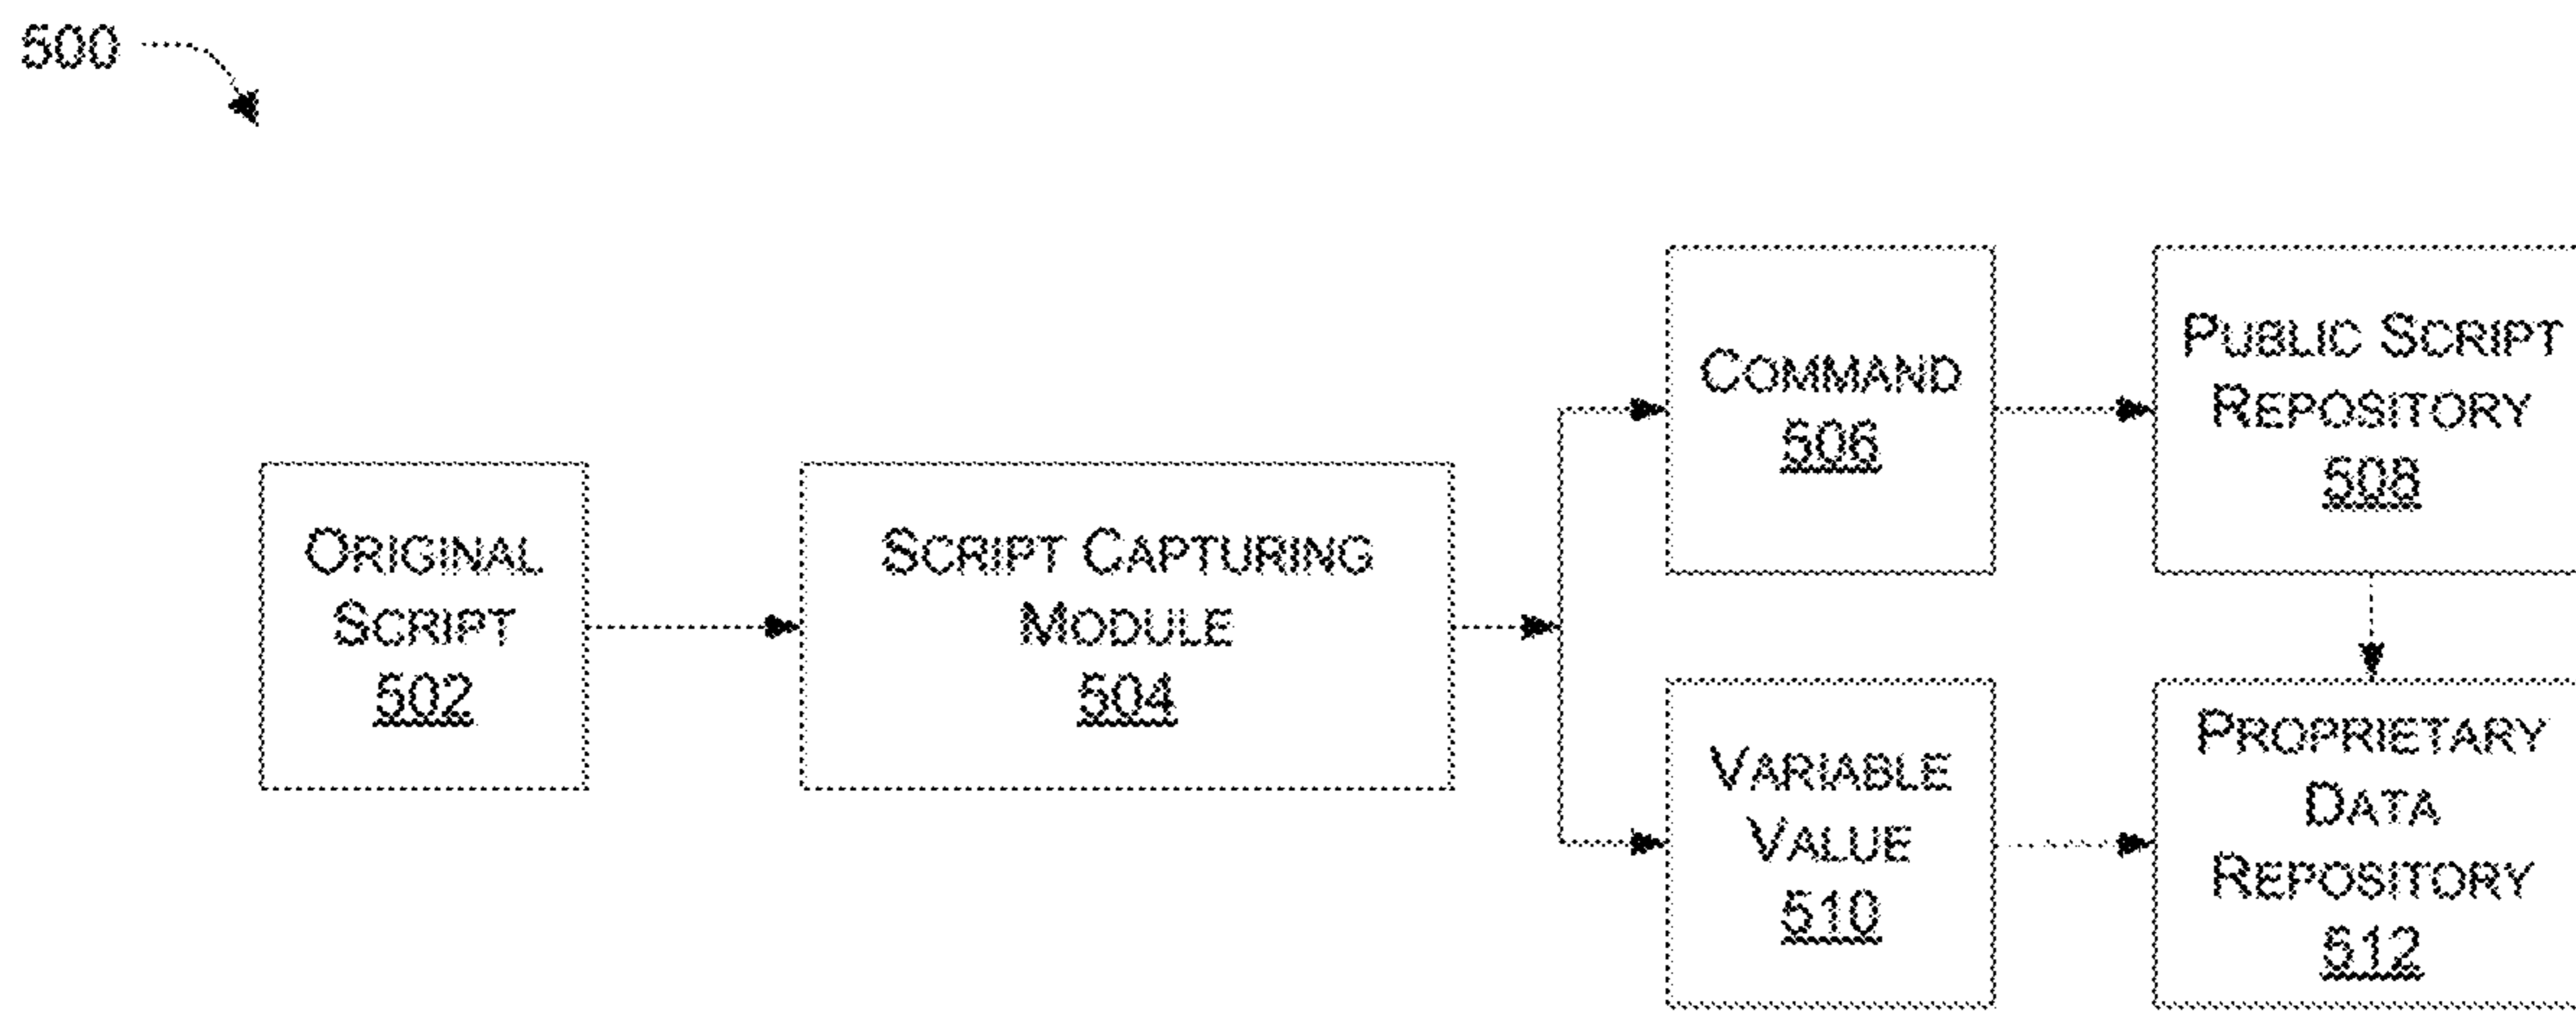 500
COMMAND
506
PUBLIC SCRIPT
REPOSITORY
508
ORIGINAL
SCRIPT
502
SCRIPT CAPTURING
MODULE
504
VARIABLE
VALUE
510
PROPRIETARY
DATA
REPOSITORY
512